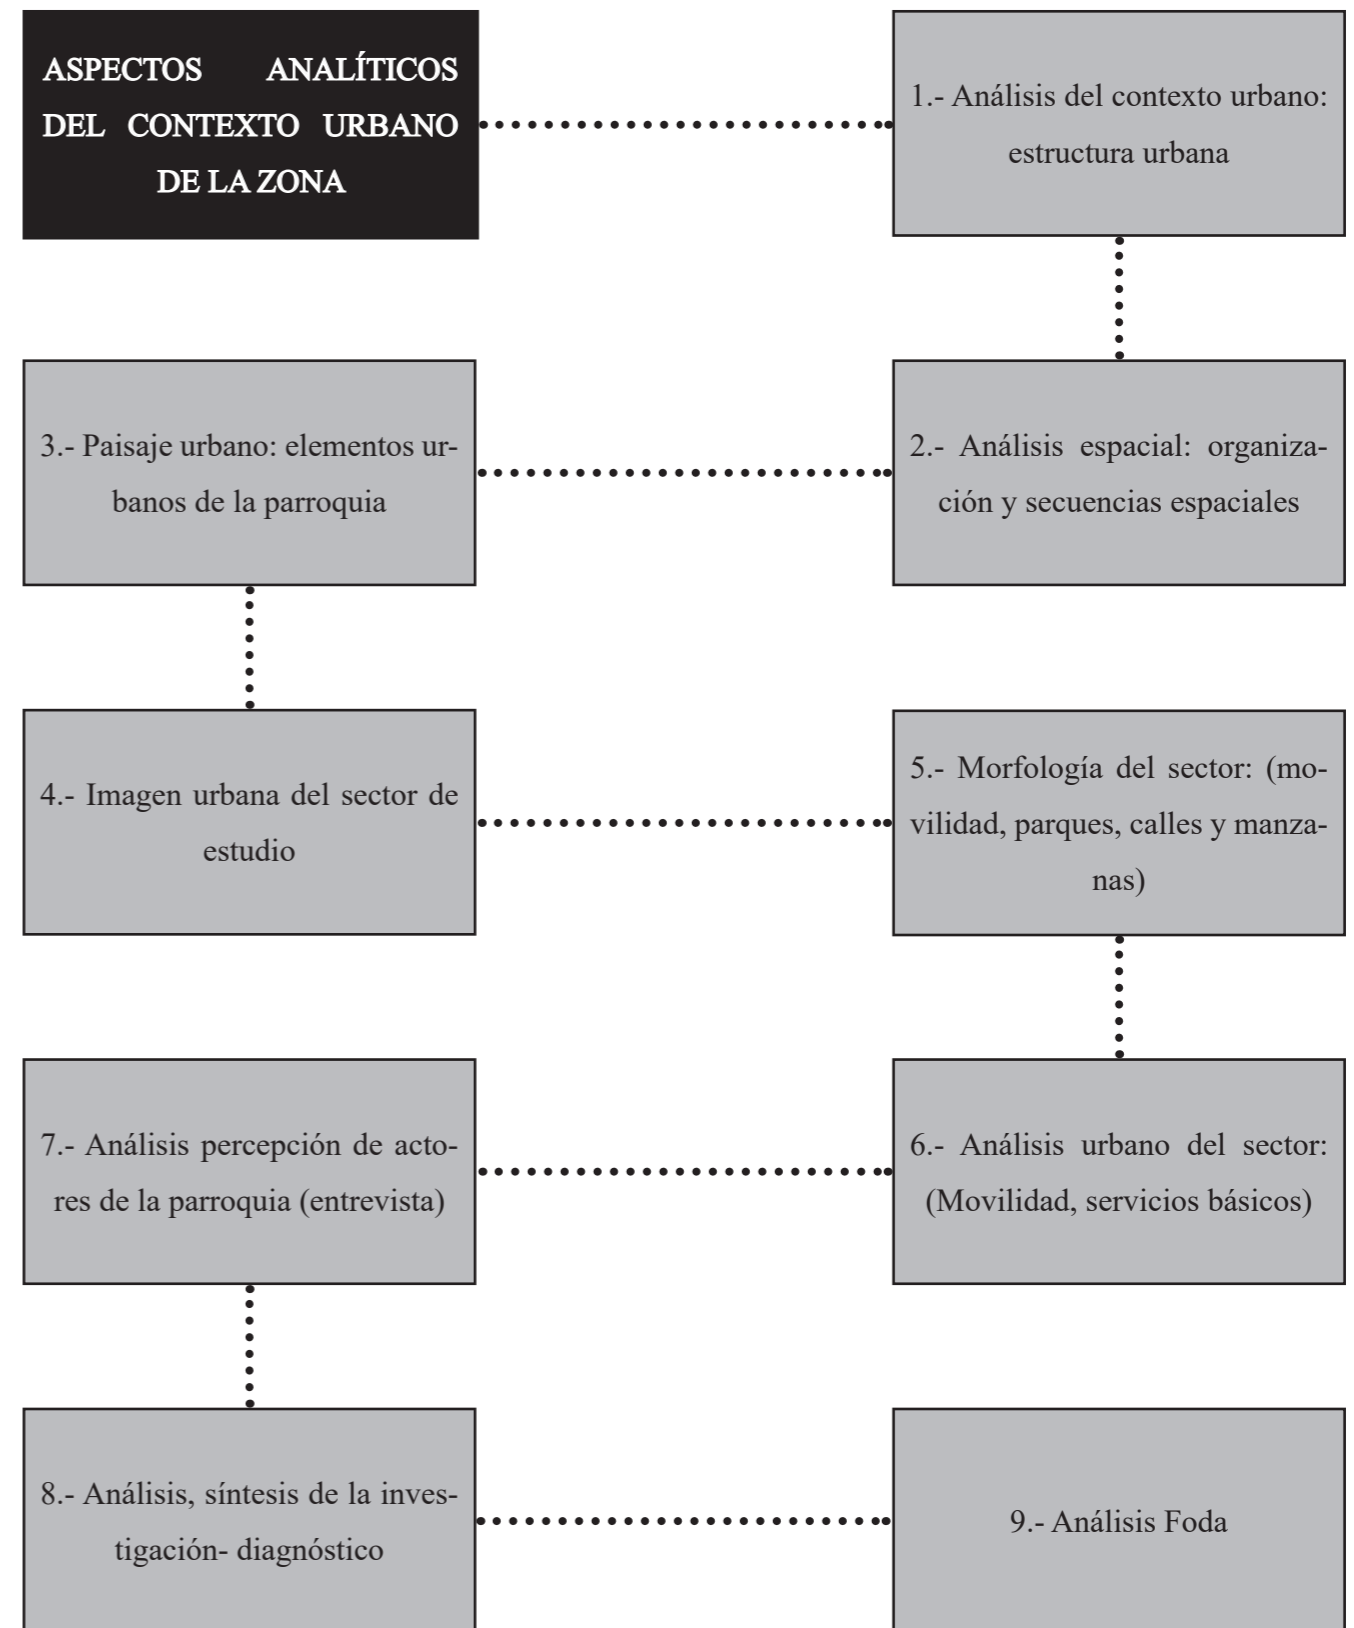 ASPECTOS ANALÍTICOS
DEL CONTEXTO URBANO
DE LA ZONA
1.- Análisis del contexto urbano:
estructura urbana
2.- Análisis espacial: organiza-
ción y secuencias espaciales
3.- Paisaje urbano: elementos ur-
banos de la parroquia
4.- Imagen urbana del sector de
estudio
5.- Morfología del sector: (mo-
vilidad, parques, calles y manza-
nas)
6.- Análisis urbano del sector:
(Movilidad, servicios básicos)
7.- Análisis percepción de acto-
res de la parroquia (entrevista)
8.- Análisis, síntesis de la inves-
tigación- diagnóstico
9.- Análisis Foda